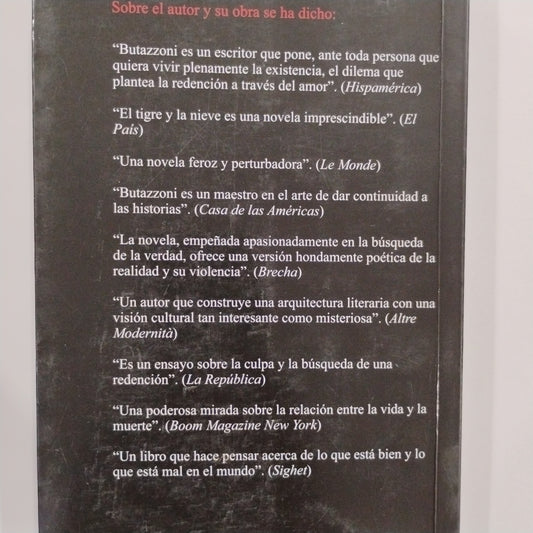 Sobre el autor y su obra se ha dicho:
“Butazzoni es un escritor que pone, ante toda persona que
quiera vivir plenamente la existencia, el dilema que
plantea la redención a través del amor”. (Hispamérica)
“El tigre y la nieve es una novela imprescindible”. (El
País)
“Una novela feroz y perturbadora”. (Le Monde)
“Butazzoni es un maestro en el arte de dar continuidad a
las historias”. (Casa de las Américas)
“La novela, empeñada apasionadamente en la búsqueda
de la verdad, ofrece una versión hondamente poética de la
realidad y su violencia”. (Brecha)
“Un autor que construye una arquitectura literaria con una
visión cultural tan interesante como misteriosa”. (Altre
Modernità)
“Es un ensayo sobre la culpa y la búsqueda de una
redención”. (La República)
“Una poderosa mirada sobre la relación entre la vida y la
muerte”. (Boom Magazine New York)
“Un libro que hace pensar acerca de lo que está bien y lo
que está mal en el mundo”. (Sighet)